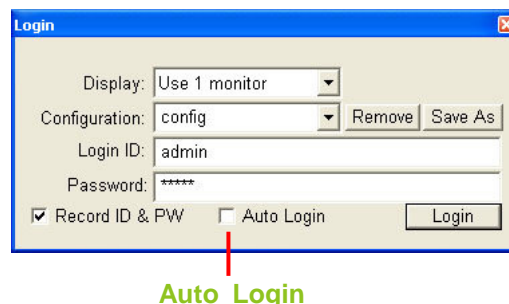 Login
Display: Use 1 monitor
Configuration: config Remove Save As
Login ID: admin
Password: *****
Record ID & PW Auto Login Login
Auto Login